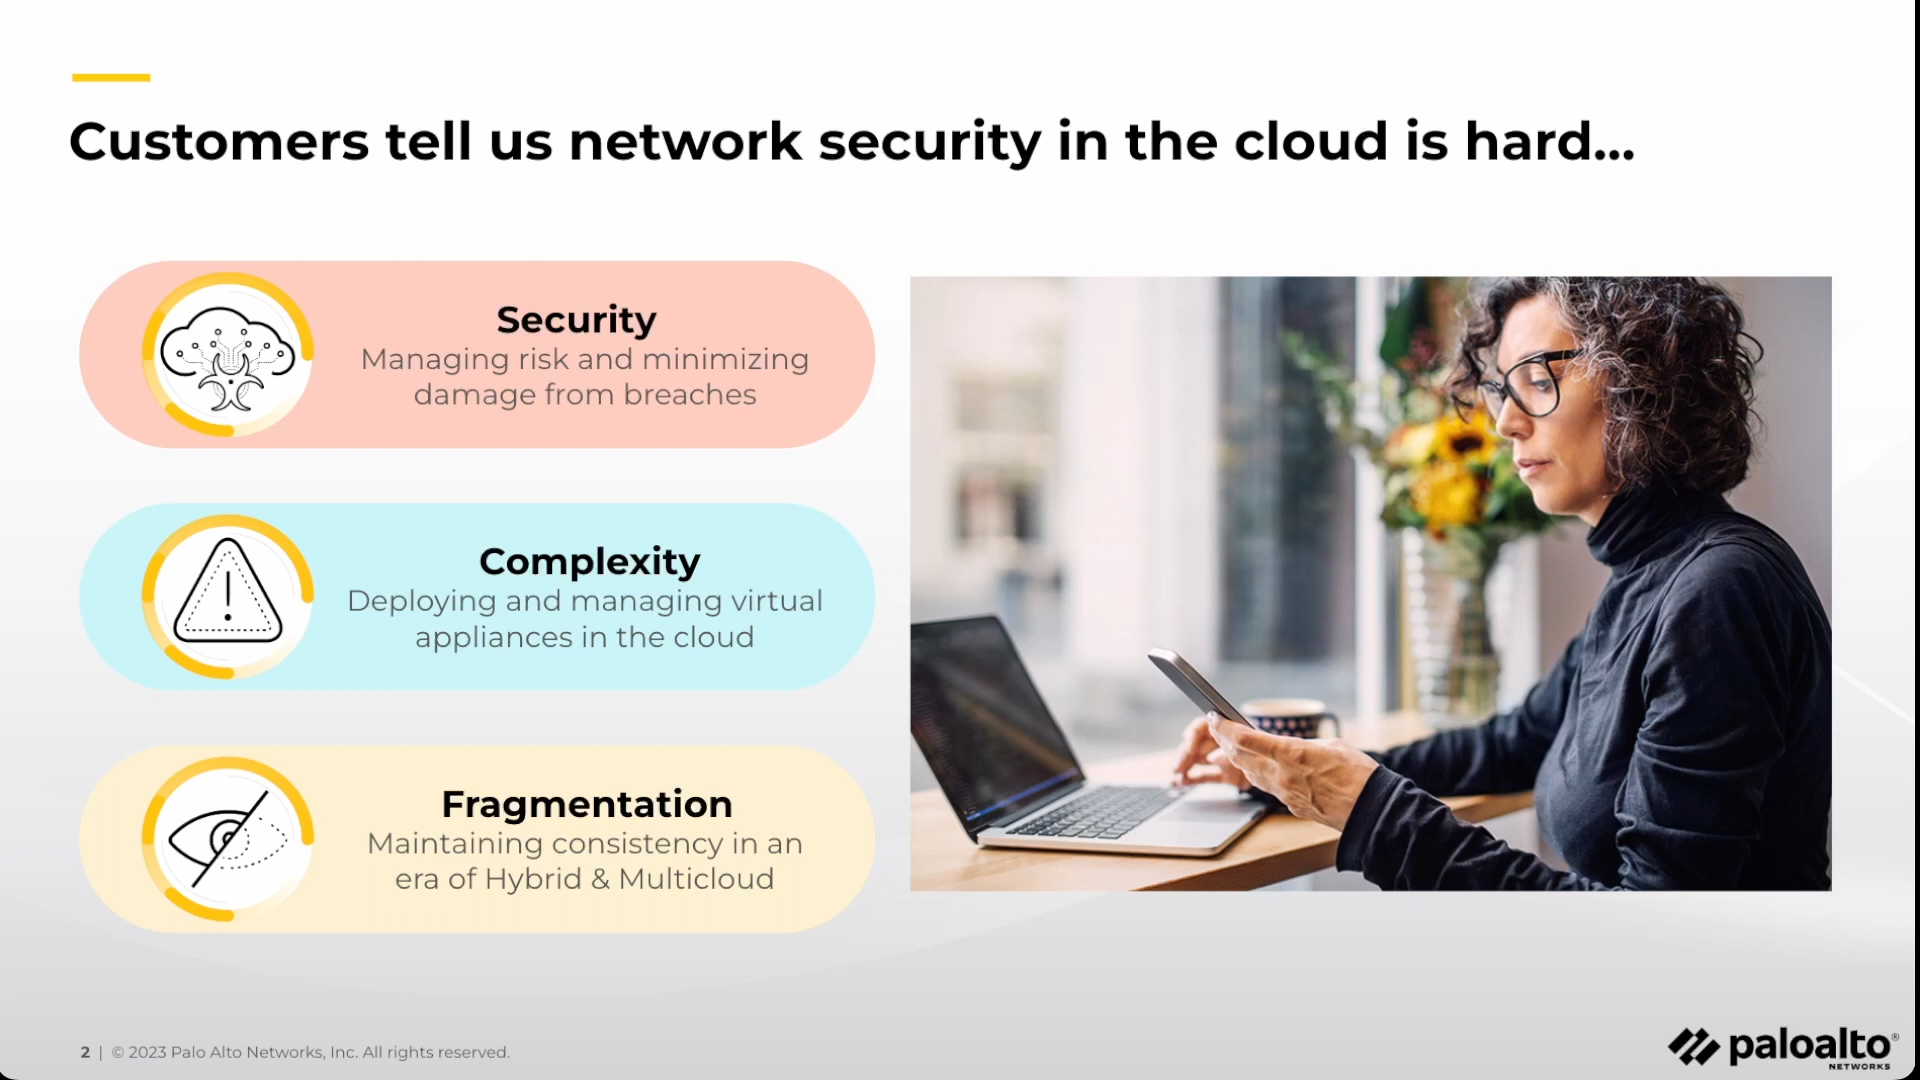 Customers tell us network security in the cloud is hard...
Security
Managing risk and minimizing
damage from breaches
Complexity
Deploying and managing virtual
appliances in the cloud
Fragmentation
Maintaining consistency in an
era of Hybrid & Multicloud
2 | © 2023 Palo Alto Networks, Inc. All rights reserved.
paloalto®
NETWORKS